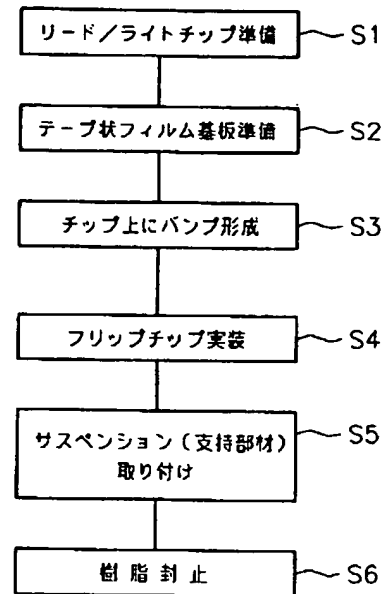 リード／ライトチップ準備 S1
テープ状フィルム基板準備 S2
チップ上にバンプ形成 S3
フリップチップ実装 S4
サスペンション（支持部材） S5
取り付け
樹脂封止 S6